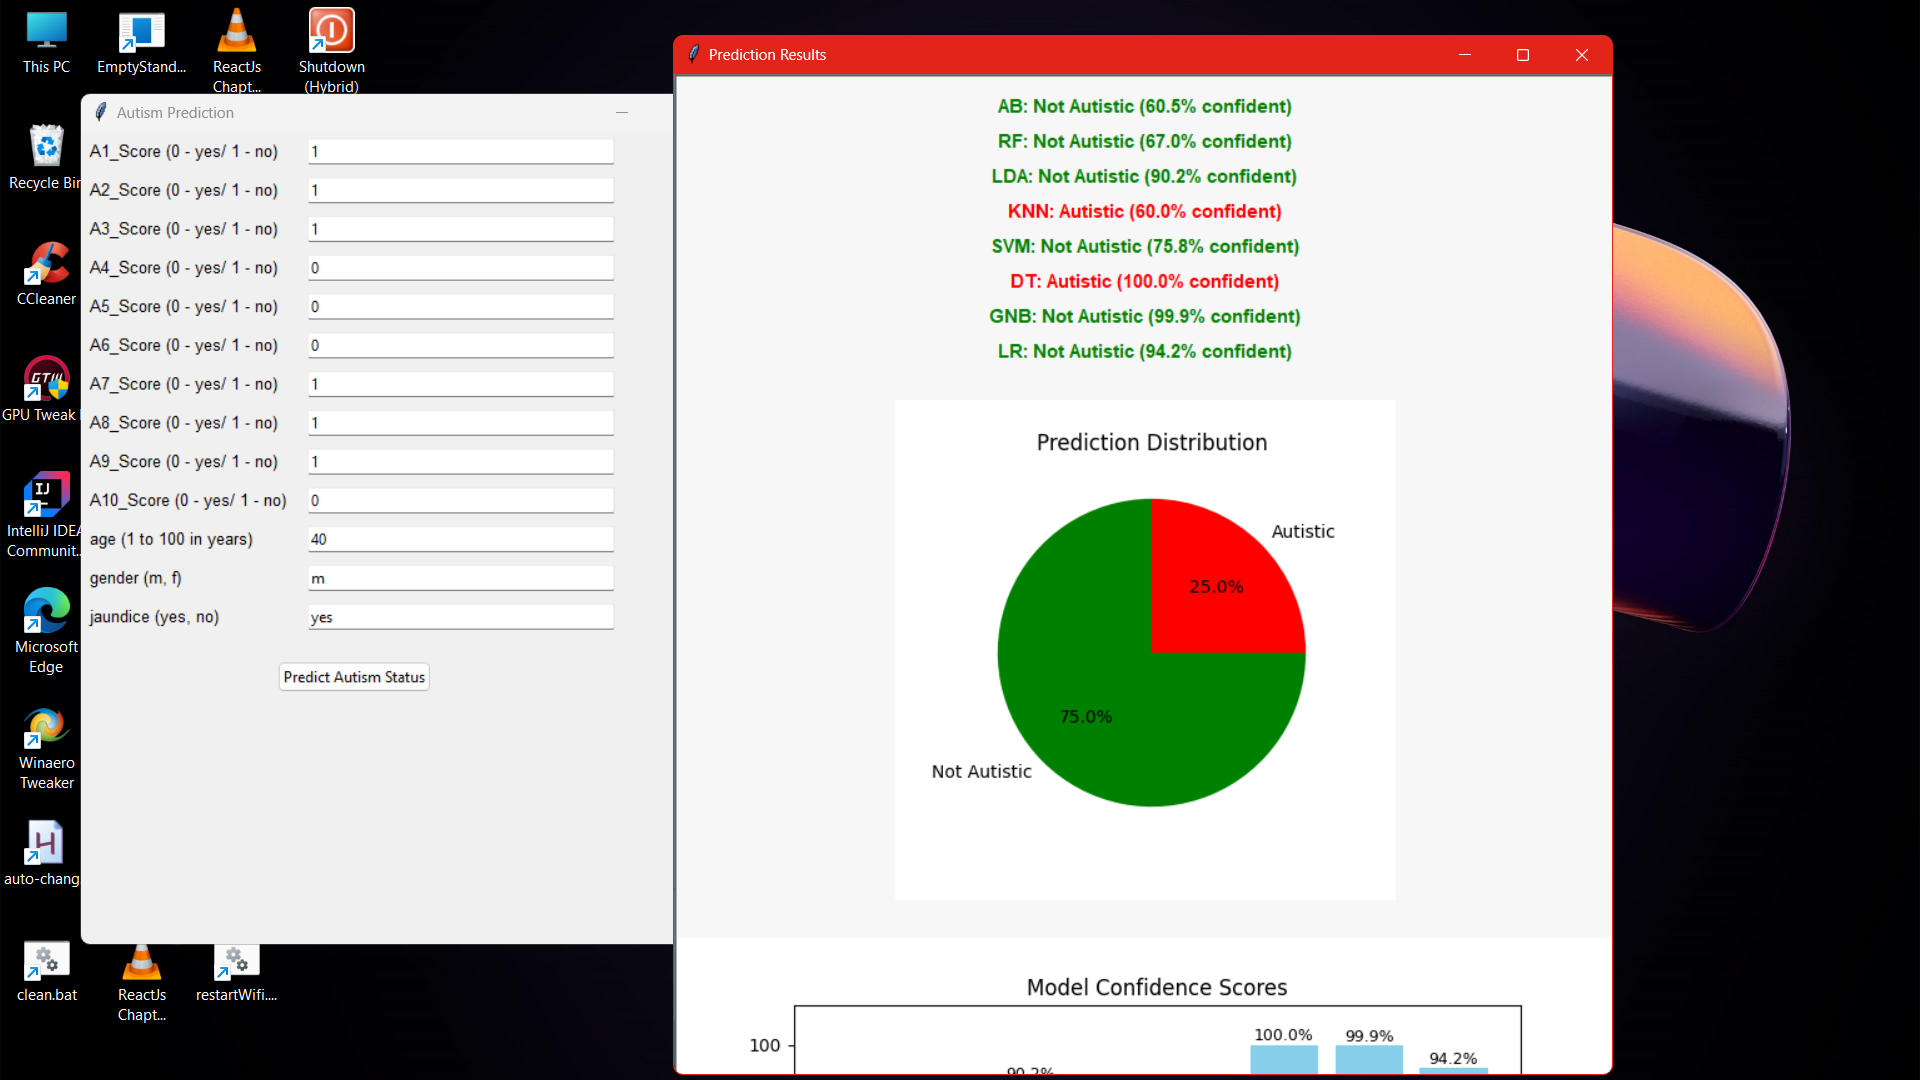 This PC
EmptyStand...
ReactJs
Chapt...
Shutdown
(Hybrid)
Recycle Bin
CCleaner
GPU Tweak
IntelliJ IDEA
Communit...
Microsoft
Edge
Winaero
Tweaker
auto-chang
clean.bat
ReactJs
Chapt...
restartWifi....
Autism Prediction
A1_Score (0 - yes/ 1 - no) 1
A2_Score (0 - yes/ 1 - no) 1
A3_Score (0 - yes/ 1 - no) 1
A4_Score (0 - yes/ 1 - no) 0
A5_Score (0 - yes/ 1 - no) 0
A6_Score (0 - yes/ 1 - no) 0
A7_Score (0 - yes/ 1 - no) 1
A8_Score (0 - yes/ 1 - no) 1
A9_Score (0 - yes/ 1 - no) 1
A10_Score (0 - yes/ 1 - no) 0
age (1 to 100 in years) 40
gender (m, f) m
jaundice (yes, no) yes
Predict Autism Status
Prediction Results
AB: Not Autistic (60.5% confident)
RF: Not Autistic (67.0% confident)
LDA: Not Autistic (90.2% confident)
KNN: Autistic (60.0% confident)
SVM: Not Autistic (75.8% confident)
DT: Autistic (100.0% confident)
GNB: Not Autistic (99.9% confident)
LR: Not Autistic (94.2% confident)
Prediction Distribution
Autistic
25.0%
75.0%
Not Autistic
Model Confidence Scores
100
100.0%
99.9%
94.2%
90.2%